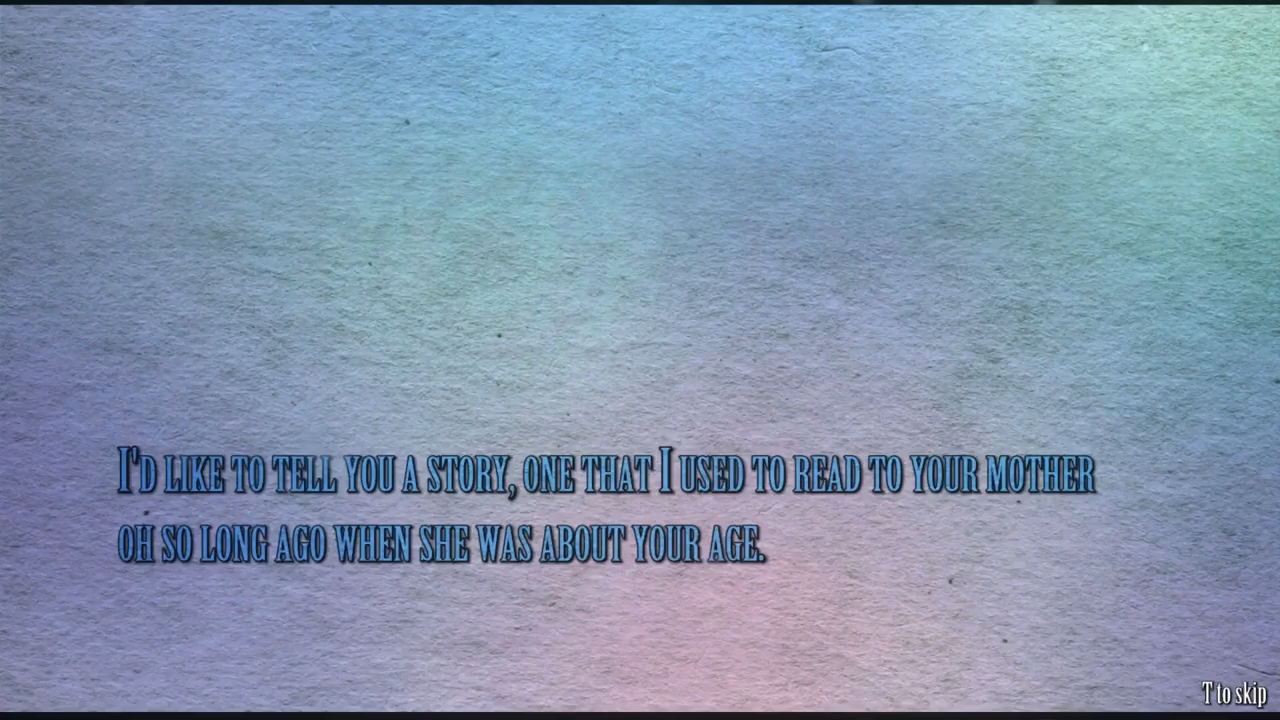 I'D LIKE TO TELL YOU A STORY, ONE THAT I USED TO READ TO YOUR MOTHER
OH SO LONG AGO WHEN SHE WAS ABOUT YOUR AGE.
T to skip